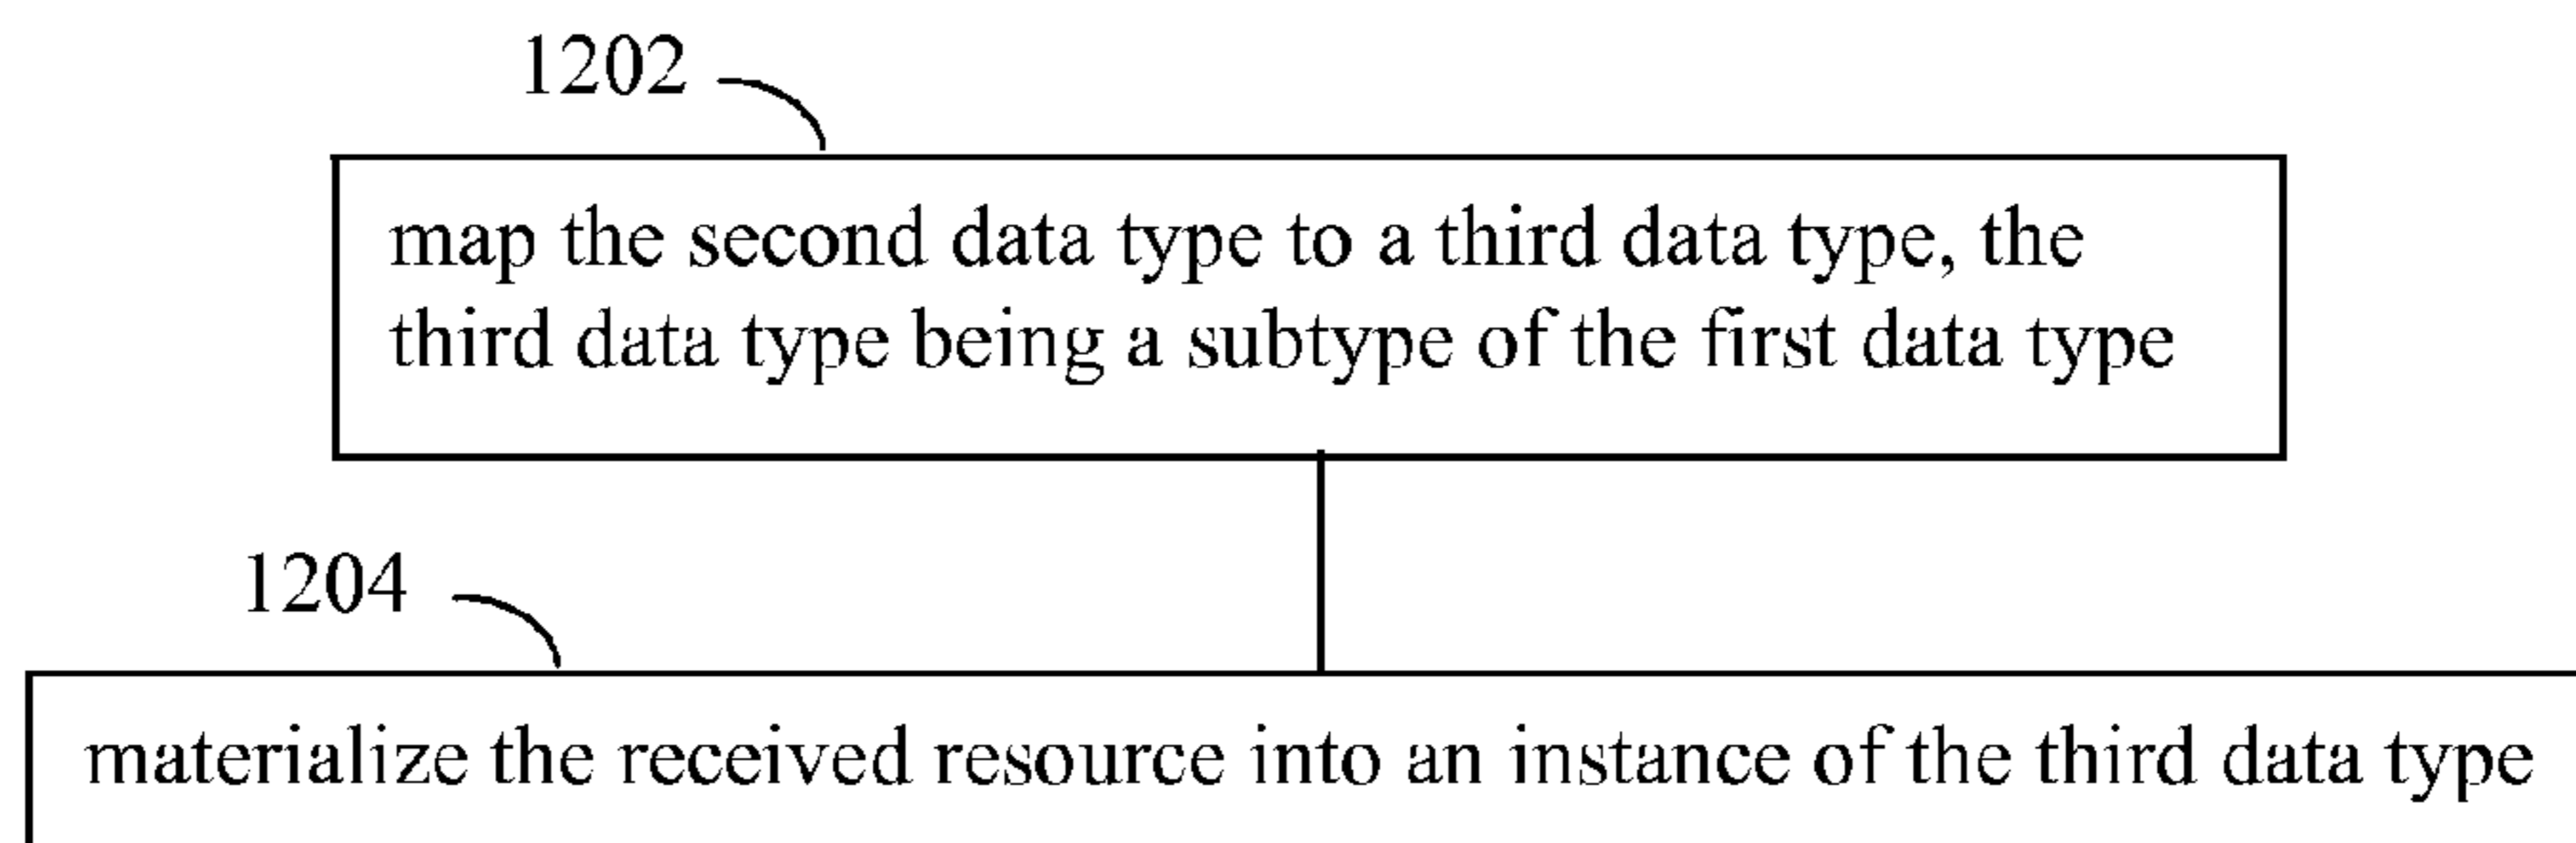 1202
map the second data type to a third data type, the
third data type being a subtype of the first data type
1204
materialize the received resource into an instance of the third data type